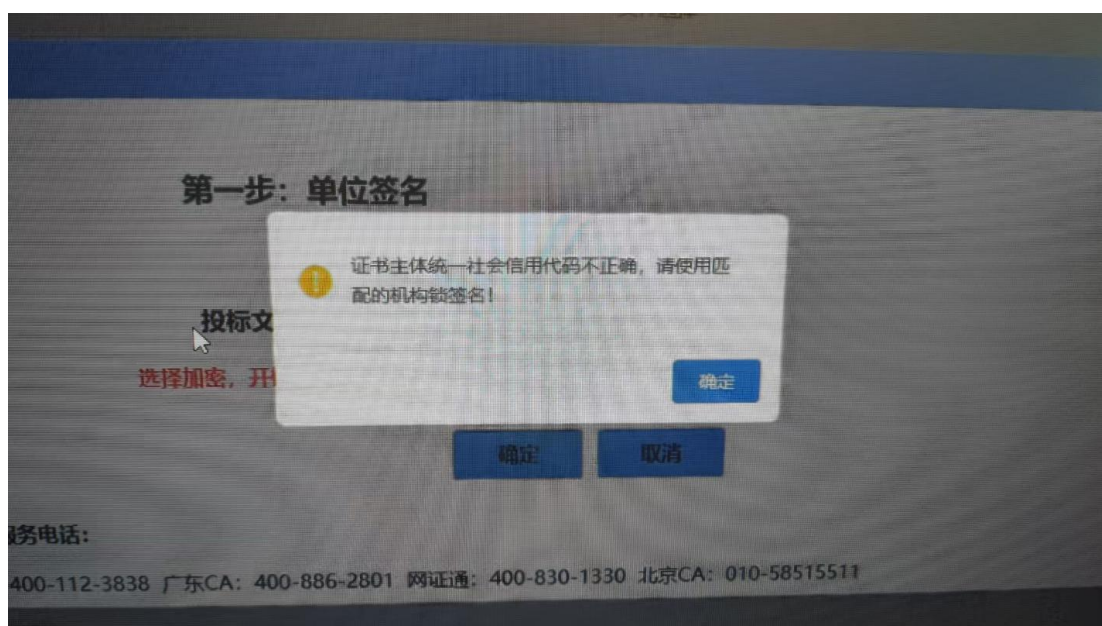 第一步：单位签名
证书主体统一社会信用代码不正确，请使用匹
配的机构锁签名！
投标文
选择加密，开
确定
确定 取消
务电话：
400-112-3838 广东CA：400-886-2801 网证通：400-830-1330 北京CA：010-58515511